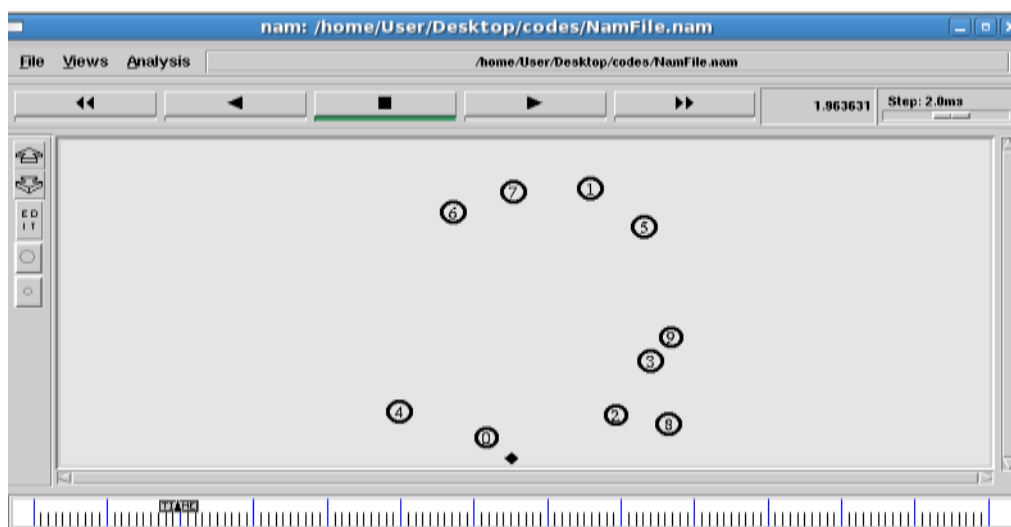 nam: /home/User/Desktop/codes/NamFile.nam
File Views Analysis /home/User/Desktop/codes/NamFile.nam
1.963631 Step: 2.0ms
E D
I T
7 1
6
5
9
3
4 2 8
0
TIME